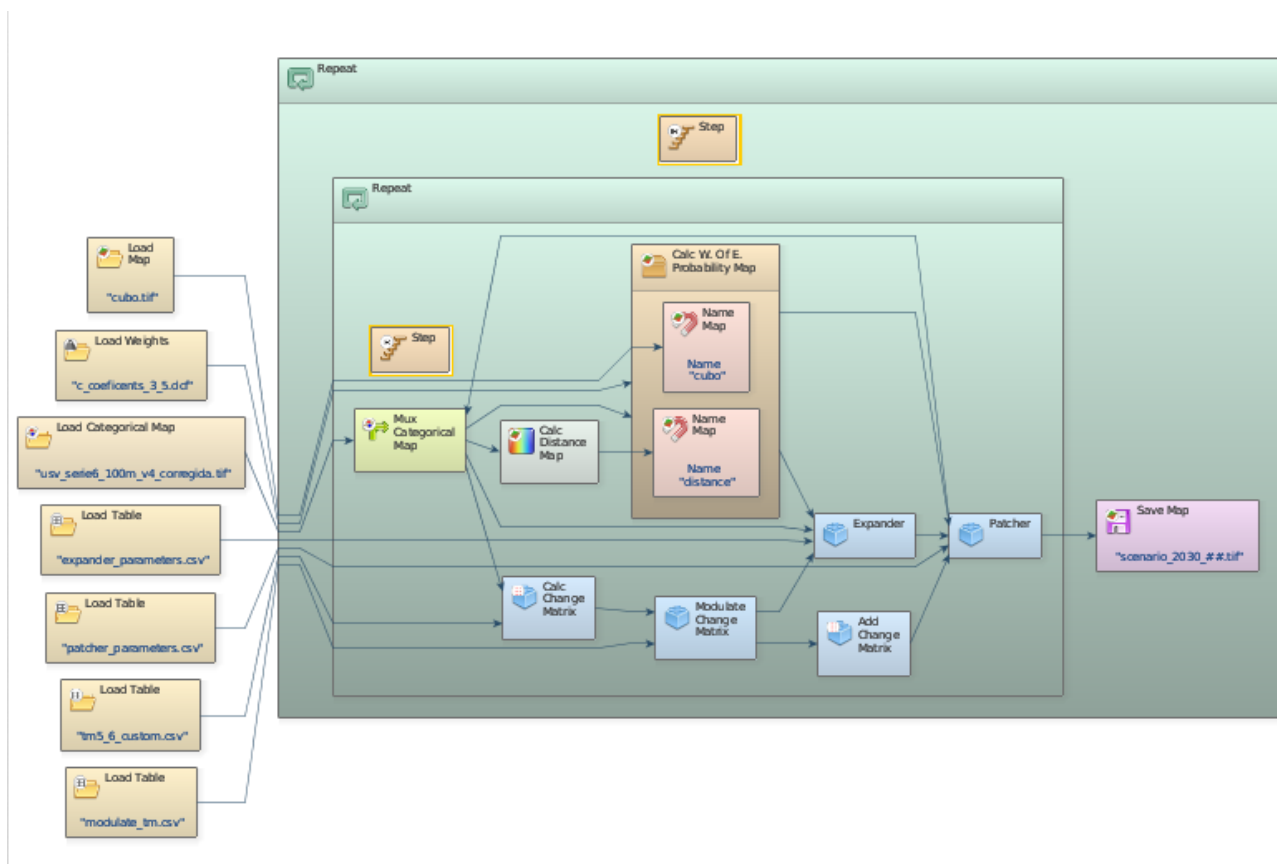 Repeat
Step
Repeat
Load
Map
"cubo.tif"
Load Weights
"c_coeficents_3_5.dcf"
Load Categorical Map
"usv_serie6_100m_v4_corregida.tif"
Load Table
"expander_parameters.csv"
Load Table
"patcher_parameters.csv"
Load Table
"tm5_6_custom.csv"
Load Table
"modulate_tm.csv"
Step
Mux
Categorical
Map
Calc
Distance
Map
Calc W. Of E.
Probability Map
Name
Map
Name
"cubo"
Name
Map
Name
"distance"
Calc
Change
Matrix
Modulate
Change
Matrix
Add
Change
Matrix
Expander
Patcher
Save Map
"scenario_2030_##.tif"